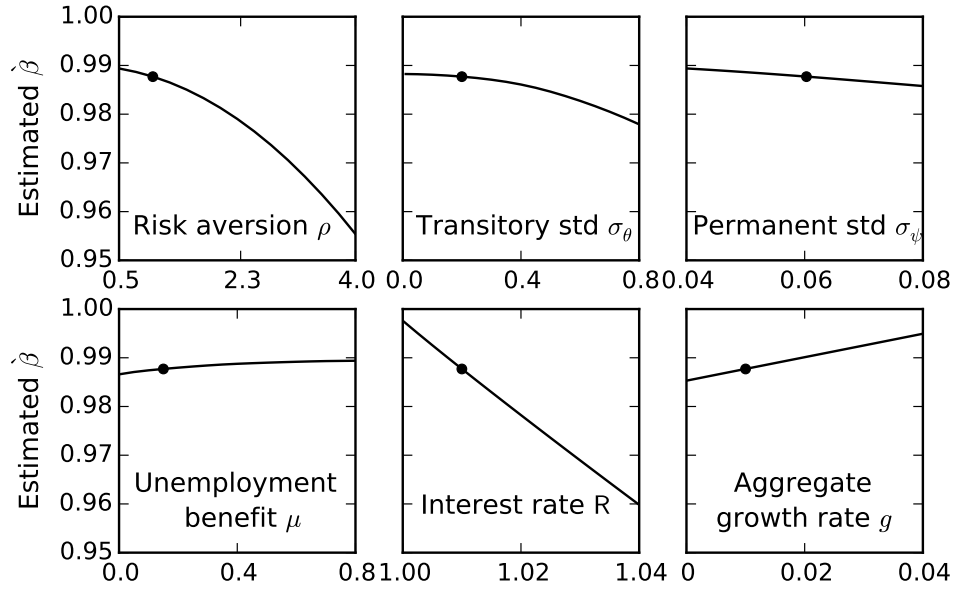 1.00
0.99
0.98
0.97
0.96
0.95
Estimated β̀
Risk aversion ρ
0.5 2.3 4.0
Transitory std σθ
0.0 0.4 0.8
Permanent std σψ
0.04 0.06 0.08
1.00
0.99
0.98
0.97
0.96
0.95
Estimated β̀
Unemployment
benefit μ
0.0 0.4 0.8
Interest rate R
1.00 1.02 1.04
Aggregate
growth rate g
0 0.02 0.04